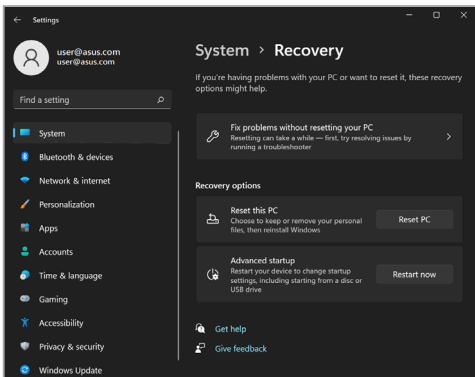 Settings
user@asus.com
user@asus.com
Find a setting
System
Bluetooth & devices
Network & internet
Personalization
Apps
Accounts
Time & language
Gaming
Accessibility
Privacy & security
Windows Update
System > Recovery
If you're having problems with your PC or want to reset it, these recovery
options might help.
Fix problems without resetting your PC
Resetting can take a while — first, try resolving issues by
running a troubleshooter
Recovery options
Reset this PC
Choose to keep or remove your personal
files, then reinstall Windows
Reset PC
Advanced startup
Restart your device to change startup
settings, including starting from a disc or
USB drive
Restart now
Get help
Give feedback